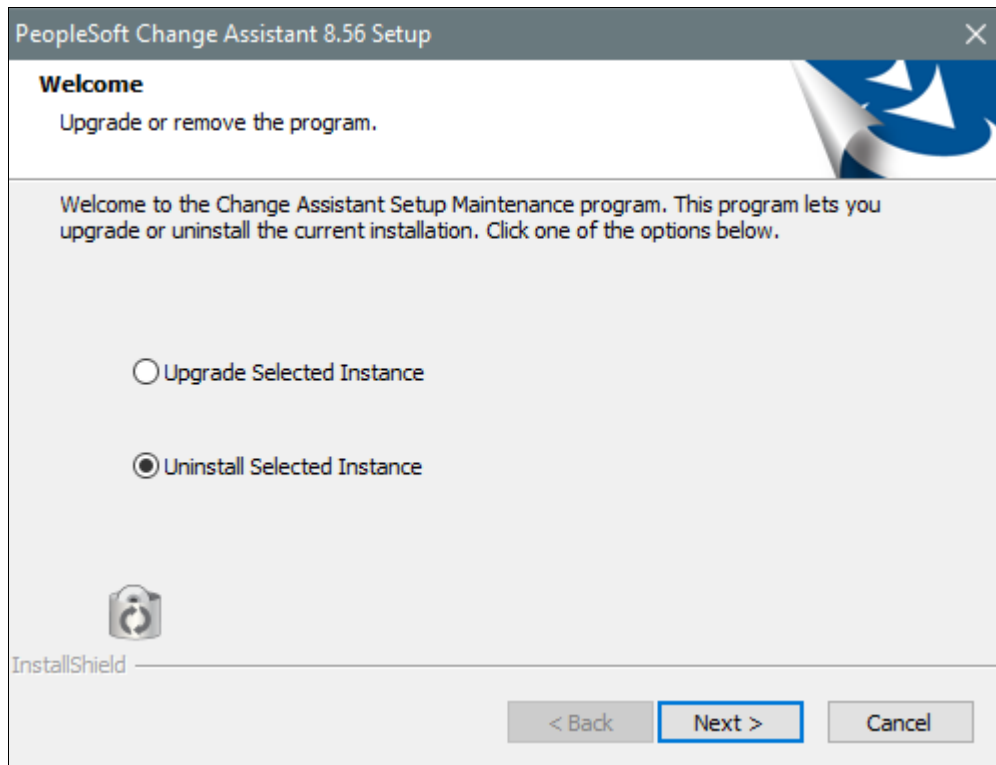 PeopleSoft Change Assistant 8.56 Setup
Welcome
Upgrade or remove the program.
Welcome to the Change Assistant Setup Maintenance program. This program lets you
upgrade or uninstall the current installation. Click one of the options below.
Upgrade Selected Instance
Uninstall Selected Instance
InstallShield
< Back
Next >
Cancel